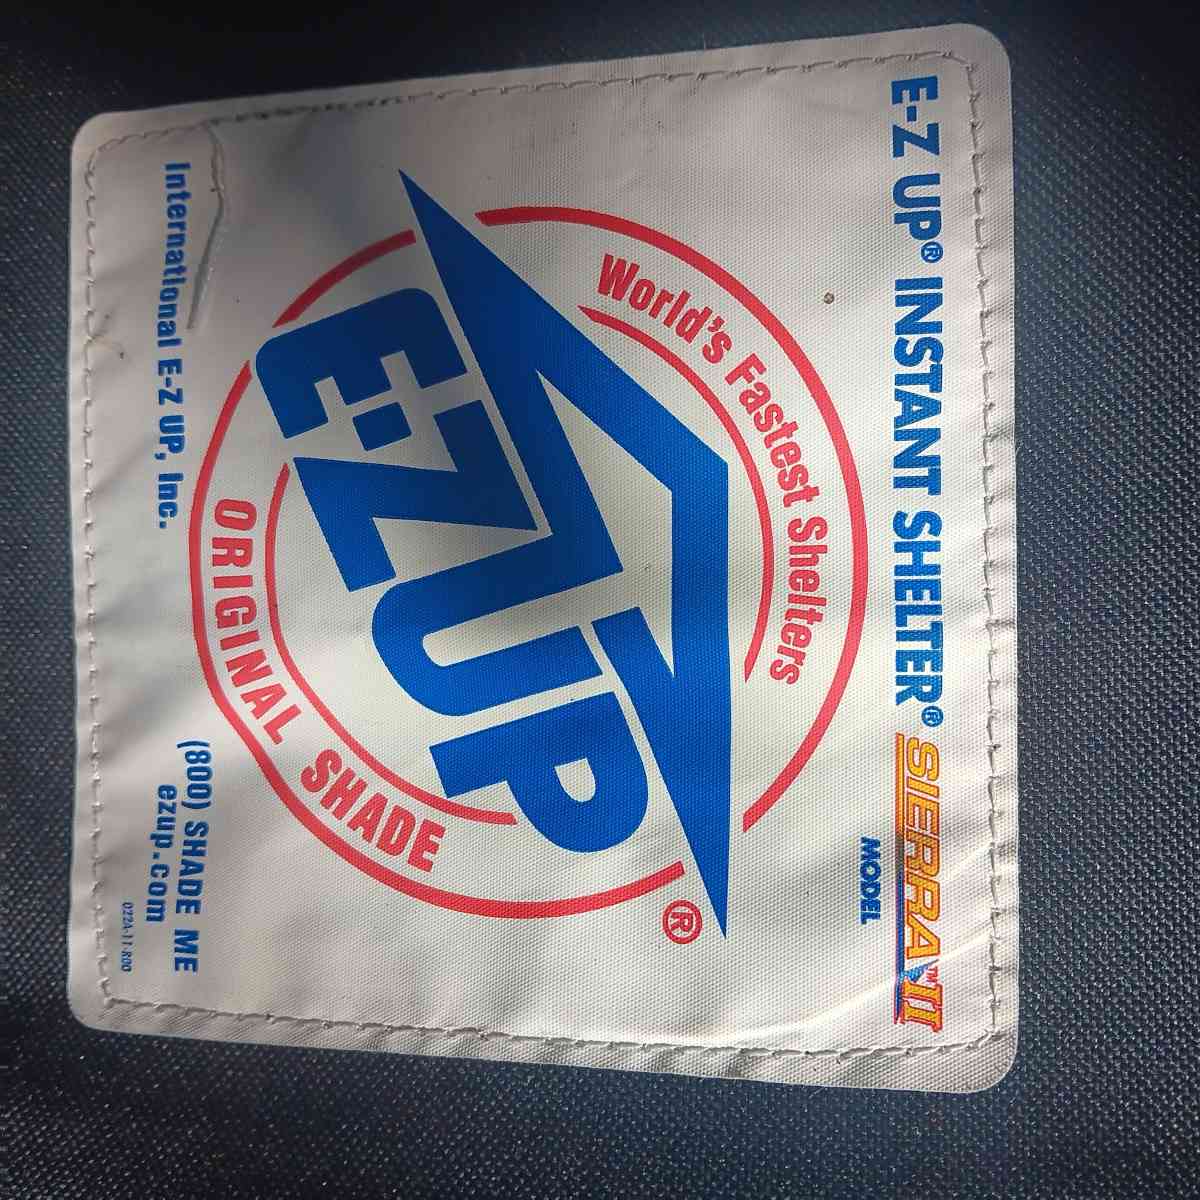 E-Z UP® INSTANT SHELTER® SIERRA™ II
MODEL
World's Fastest Shelters
E-Z UP®
ORIGINAL SHADE
International E-Z UP, Inc.
(800) SHADE ME
ezup.com